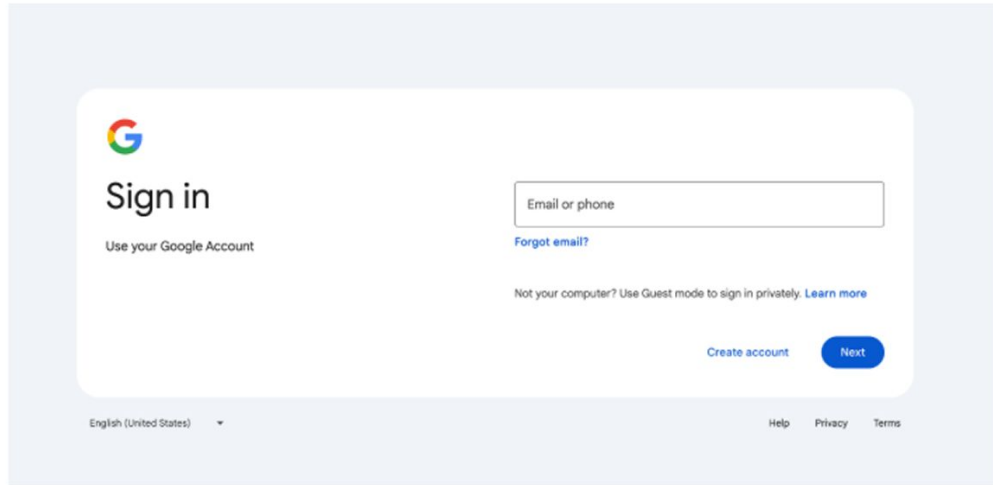 Sign in
Use your Google Account
Email or phone
Forgot email?
Not your computer? Use Guest mode to sign in privately. Learn more
Create account Next
English (United States) Help Privacy Terms